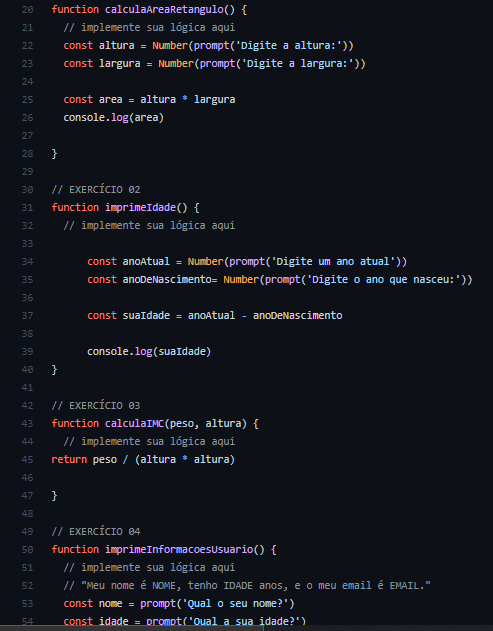 20 function calculaAreaRetangulo() {
21   // implemente sua lógica aqui
22   const altura = Number(prompt('Digite a altura:'))
23   const largura = Number(prompt('Digite a largura:'))
24
25   const area = altura * largura
26   console.log(area)
27
28 }
29
30 // EXERCÍCIO 02
31 function imprimeIdade() {
32   // implemente sua lógica aqui
33
34       const anoAtual = Number(prompt('Digite um ano atual'))
35       const anoDeNascimento= Number(prompt('Digite o ano que nasceu:'))
36
37       const suaIdade = anoAtual - anoDeNascimento
38
39       console.log(suaIdade)
40 }
41
42 // EXERCÍCIO 03
43 function calculaIMC(peso, altura) {
44   // implemente sua lógica aqui
45 return peso / (altura * altura)
46
47 }
48
49 // EXERCÍCIO 04
50 function imprimeInformacoesUsuario() {
51   // implemente sua lógica aqui
52   // "Meu nome é NOME, tenho IDADE anos, e o meu email é EMAIL."
53   const nome = prompt('Qual o seu nome?')
54   const idade = prompt('Qual a sua idade?')